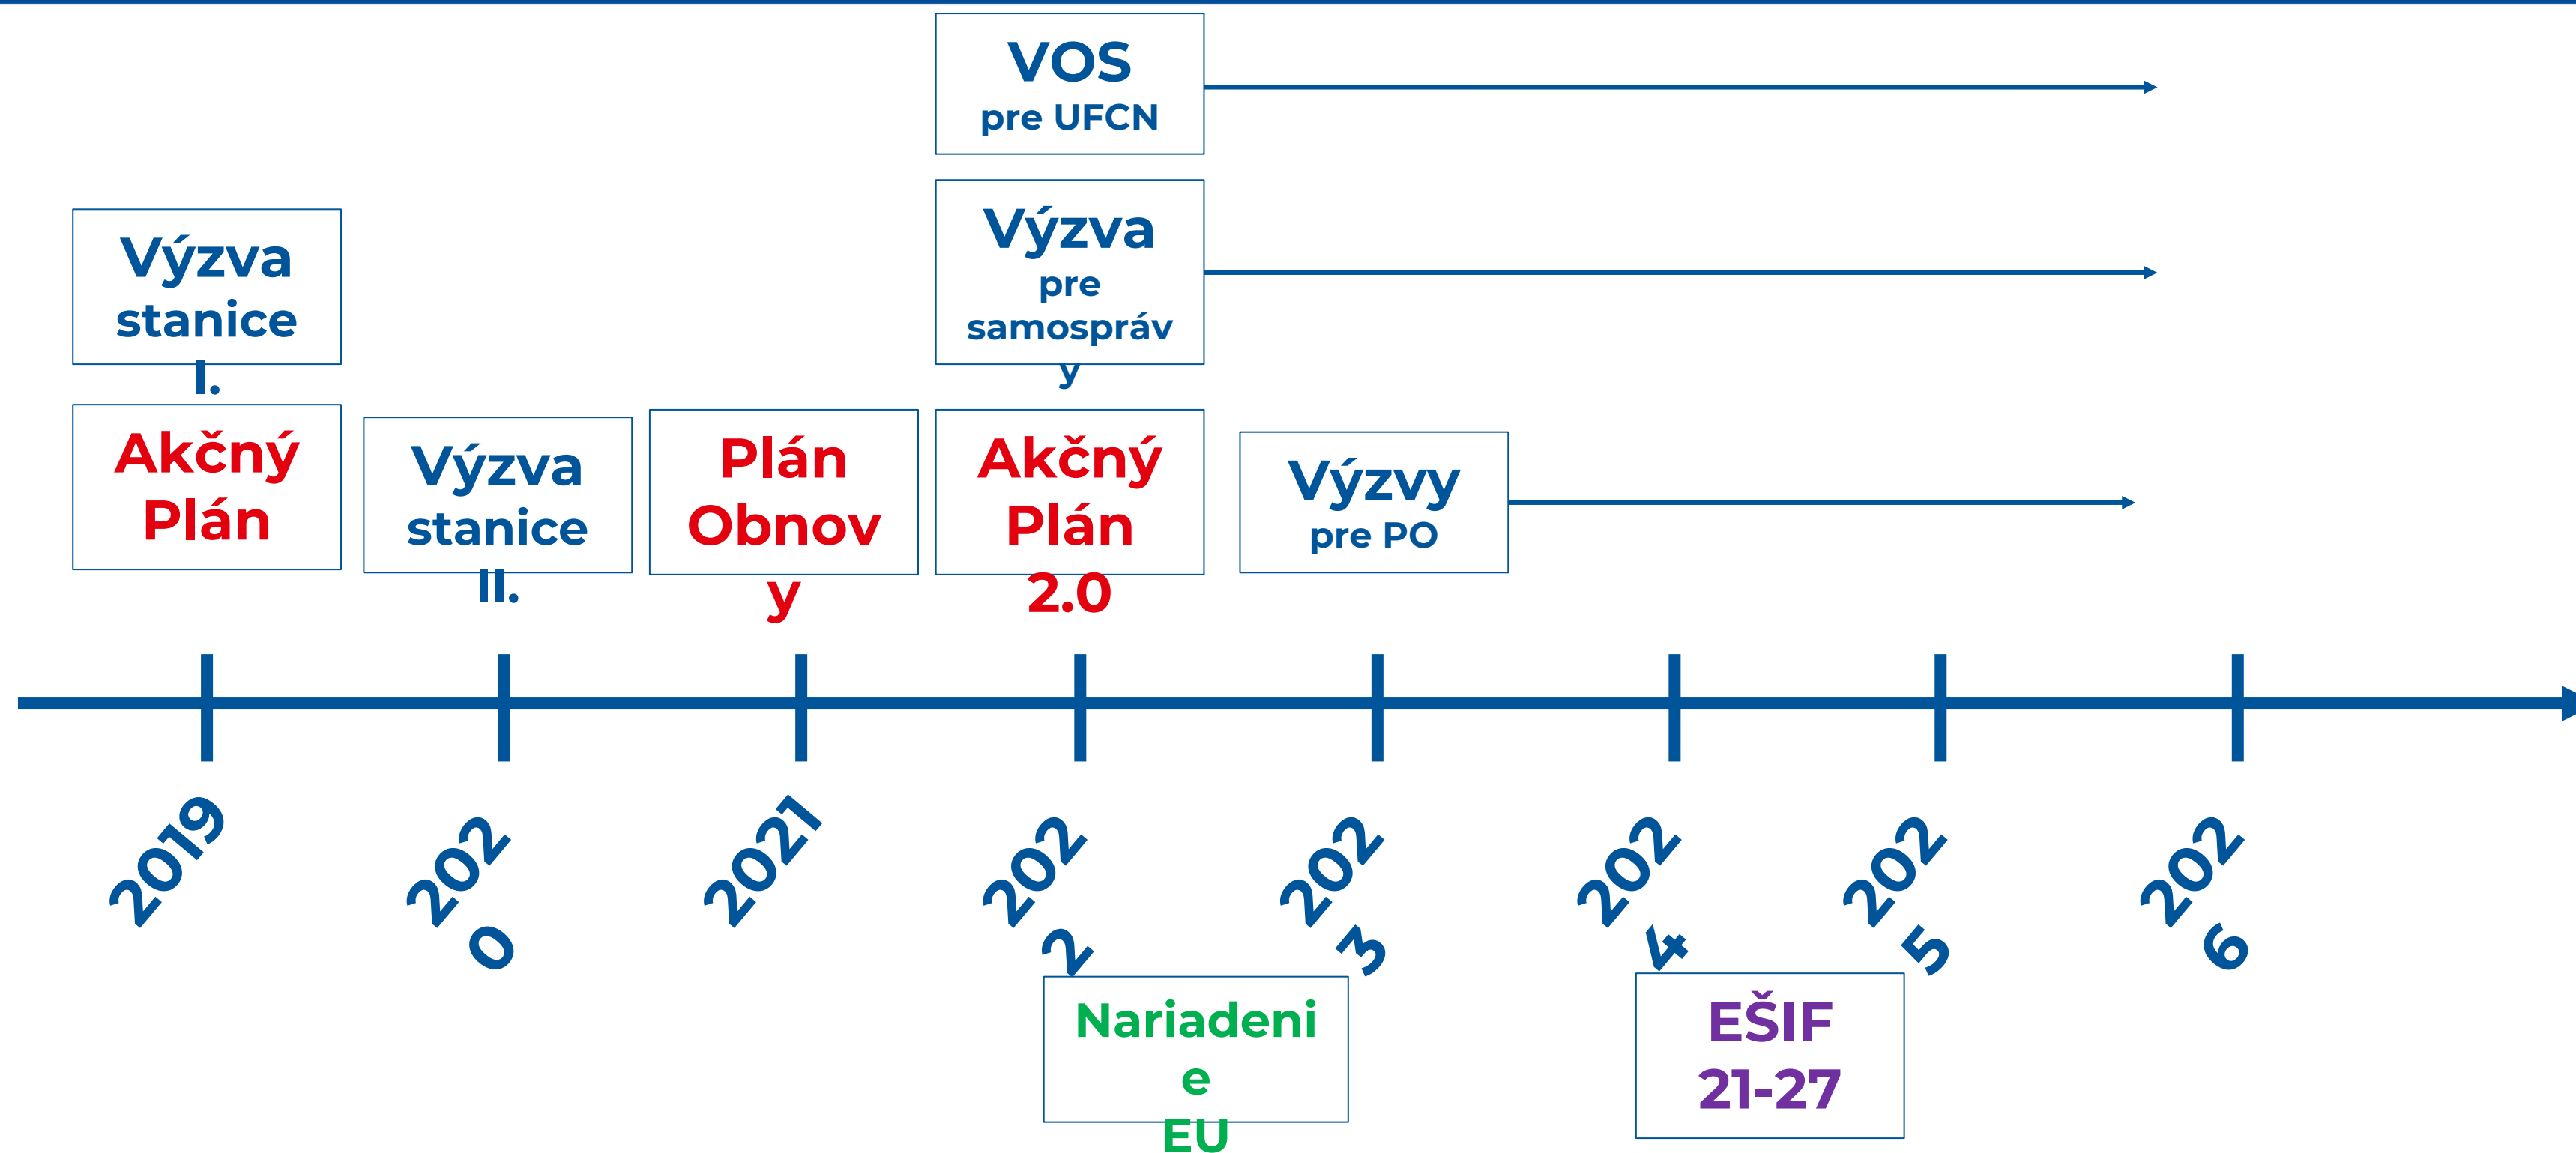 VOS
pre UFCN
Výzva
pre
samospráv
y
Výzva
stanice
I.
Akčný
Plán
Výzva
stanice
II.
Plán
Obnov
y
Akčný
Plán
2.0
Výzvy
pre PO
2019
202
0
2021
202
2
202
3
202
4
202
5
202
6
Nariadeni
e
EU
EŠIF
21-27